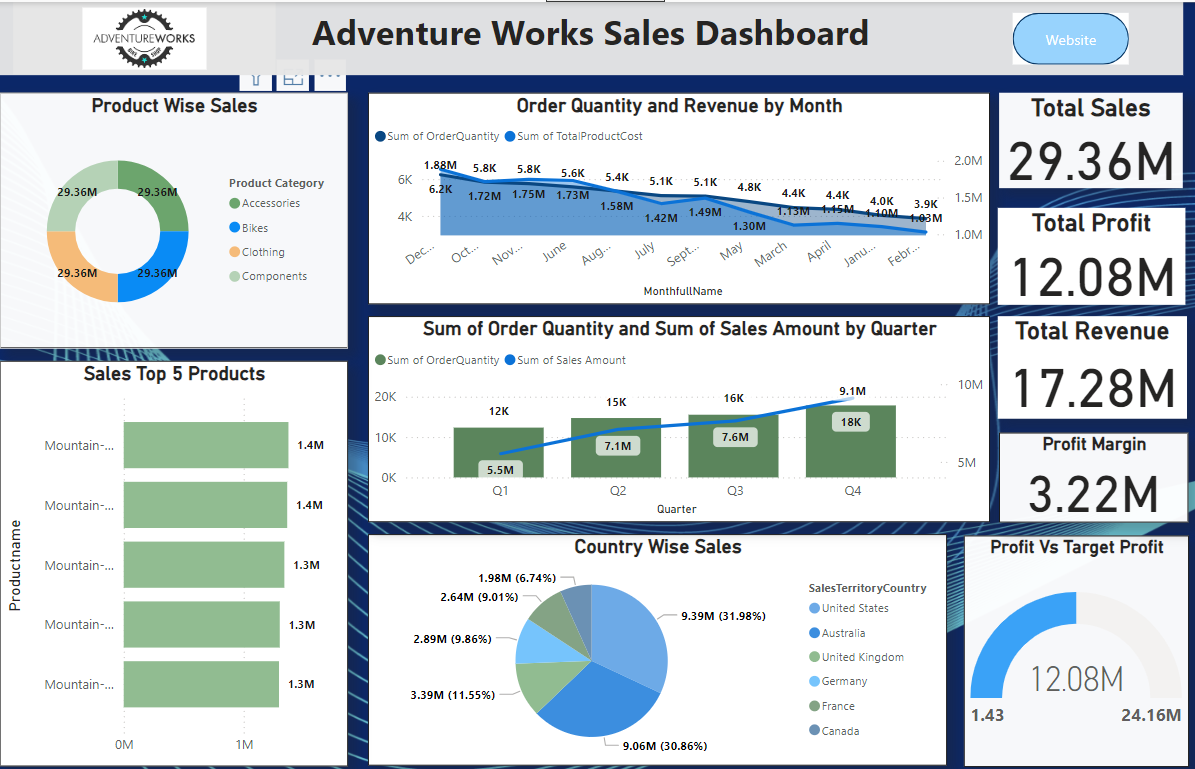 ADVENTUREWORKS
BIKE SHOP
Adventure Works Sales Dashboard
Website
Product Wise Sales
29.36M
29.36M
29.36M
29.36M
Product Category
Accessories
Bikes
Clothing
Components
Order Quantity and Revenue by Month
Sum of OrderQuantity
Sum of TotalProductCost
6K
4K
2.0M
1.5M
1.0M
1.88M
5.8K
5.8K
5.6K
5.4K
5.1K
5.1K
4.8K
4.4K
4.4K
4.0K
3.9K
6.2K
1.72M
1.75M
1.73M
1.58M
1.42M
1.49M
1.30M
1.13M
1.15M
1.10M
1.03M
Dec...
Oct...
Nov...
June
Aug...
July
Sept...
May
March
April
Janu...
Febr...
MonthfullName
Total Sales
29.36M
Total Profit
12.08M
Total Revenue
17.28M
Profit Margin
3.22M
Sum of Order Quantity and Sum of Sales Amount by Quarter
Sum of OrderQuantity
Sum of Sales Amount
20K
10K
0K
10M
5M
12K
15K
16K
18K
5.5M
7.1M
7.6M
9.1M
Q1
Q2
Q3
Q4
Quarter
Sales Top 5 Products
Productname
Mountain-...
1.4M
Mountain-...
1.4M
Mountain-...
1.3M
Mountain-...
1.3M
Mountain-...
1.3M
0M
1M
Country Wise Sales
1.98M (6.74%)
2.64M (9.01%)
2.89M (9.86%)
3.39M (11.55%)
9.39M (31.98%)
9.06M (30.86%)
SalesTerritoryCountry
United States
Australia
United Kingdom
Germany
France
Canada
Profit Vs Target Profit
12.08M
1.43
24.16M